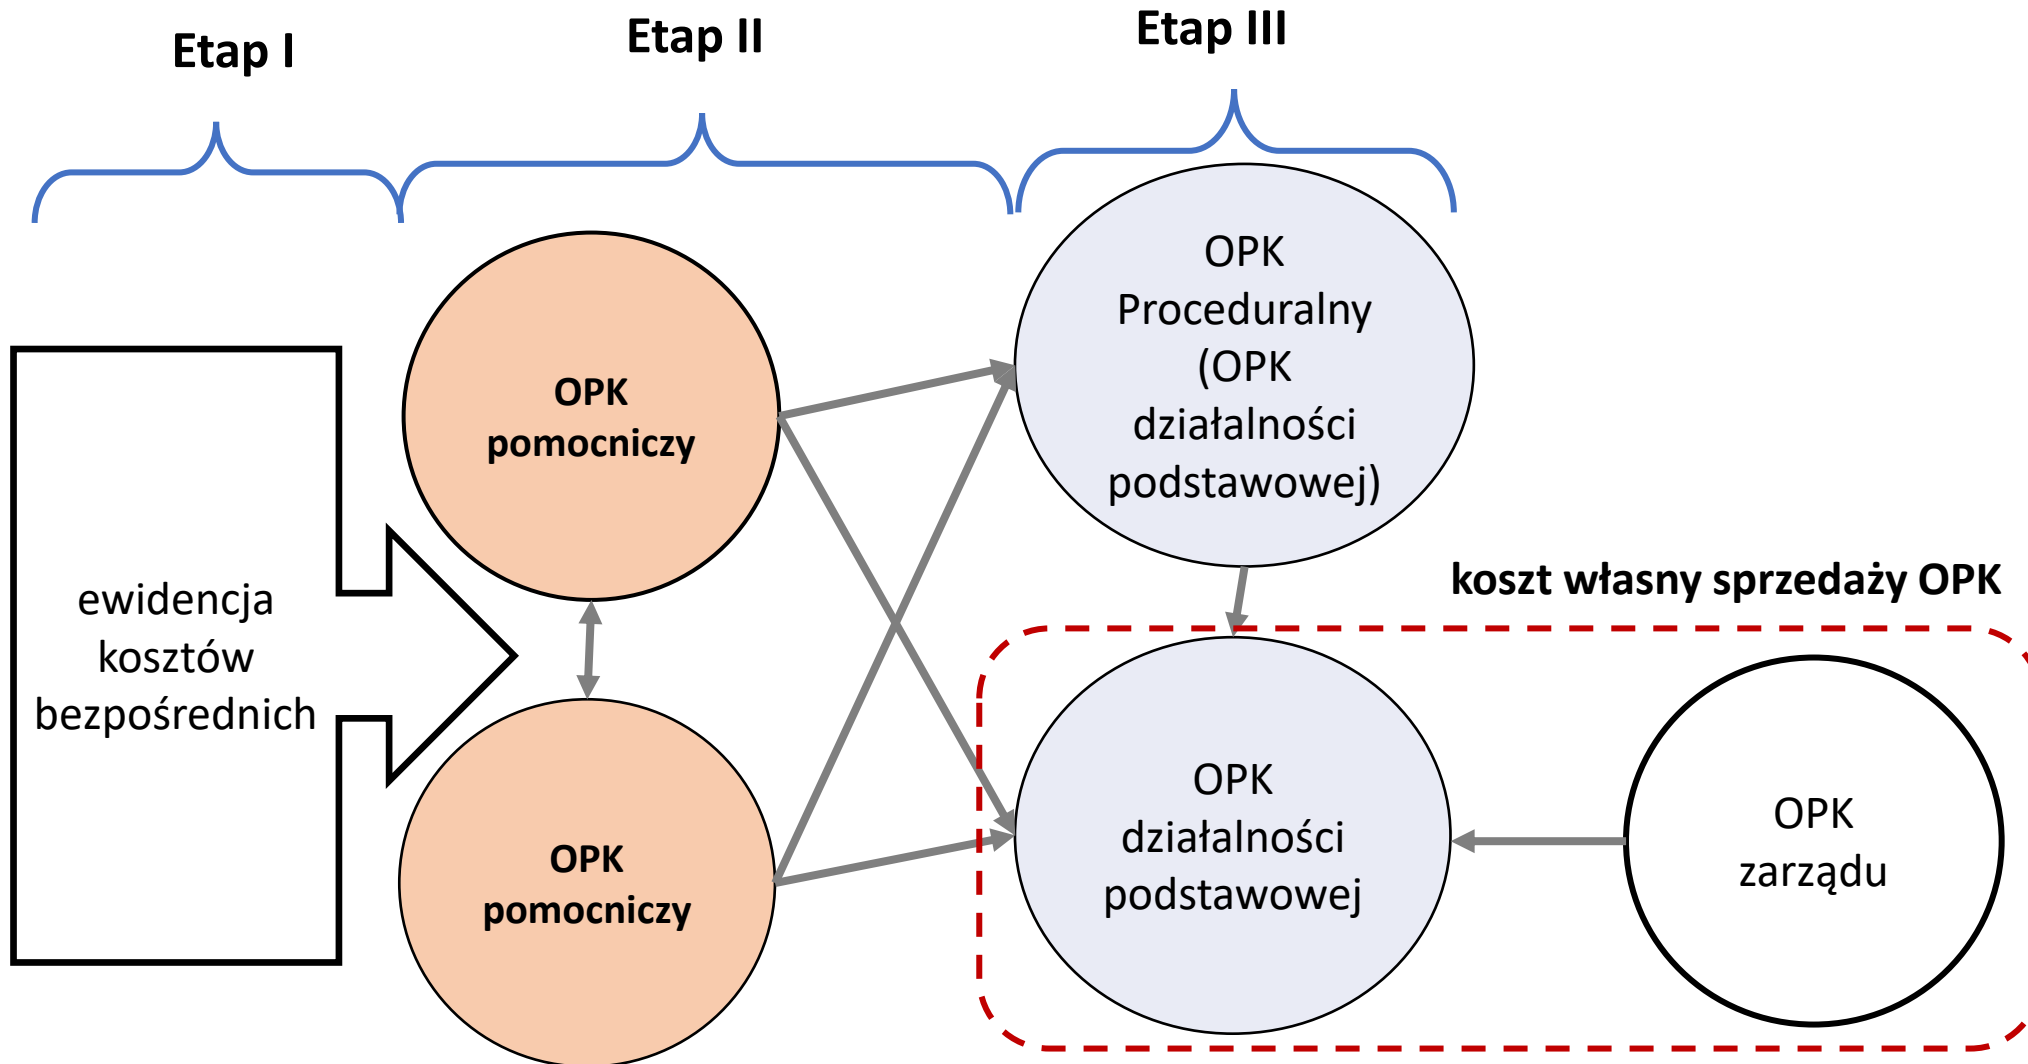 Etap I
Etap II
Etap III
ewidencja
kosztów
bezpośrednich
OPK
pomocniczy
OPK
pomocniczy
OPK
Proceduralny
(OPK
działalności
podstawowej)
koszt własny sprzedaży OPK
OPK
działalności
podstawowej
OPK
zarządu